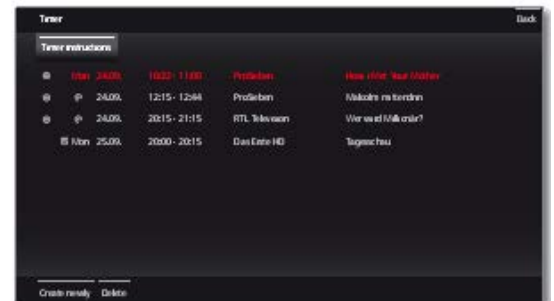 Timer Back
Timer instructions
Mon 24.09. 10:22 - 11:00 ProSieben How I Met Your Mother
24.09. 12:15 - 12:44 ProSieben Malcolm mittendrin
24.09. 20:15 - 21:15 RTL Television Wer wird Millionär?
Mon 25.09. 20:00 - 20:15 Das Erste HD Tagesschau
Create newly Delete